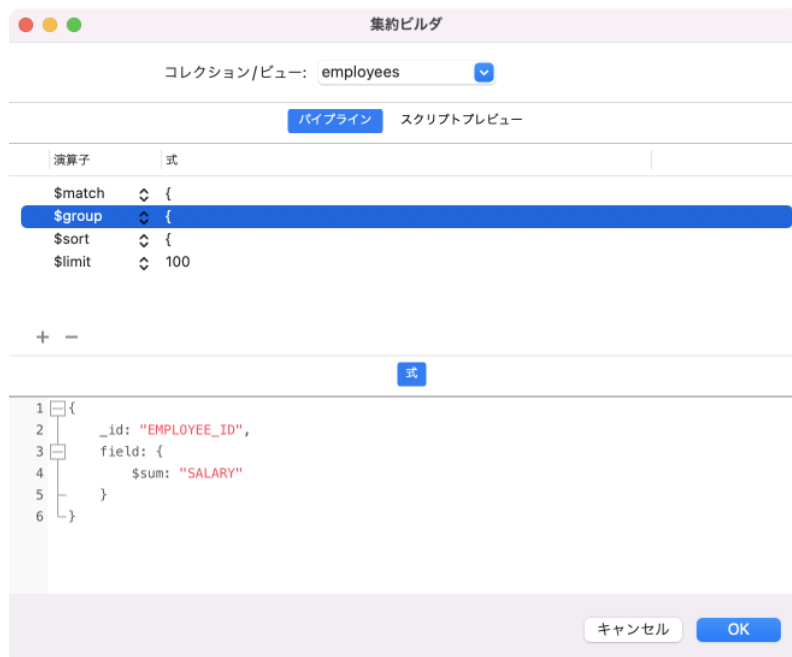 集約ビルダ
コレクション/ビュー: employees
パイプライン スクリプトプレビュー
演算子 式
$match {
$group {
$sort {
$limit 100
+ −
式
1 {
2 _id: "EMPLOYEE_ID",
3 field: {
4 $sum: "SALARY"
5 }
6 }
キャンセル OK